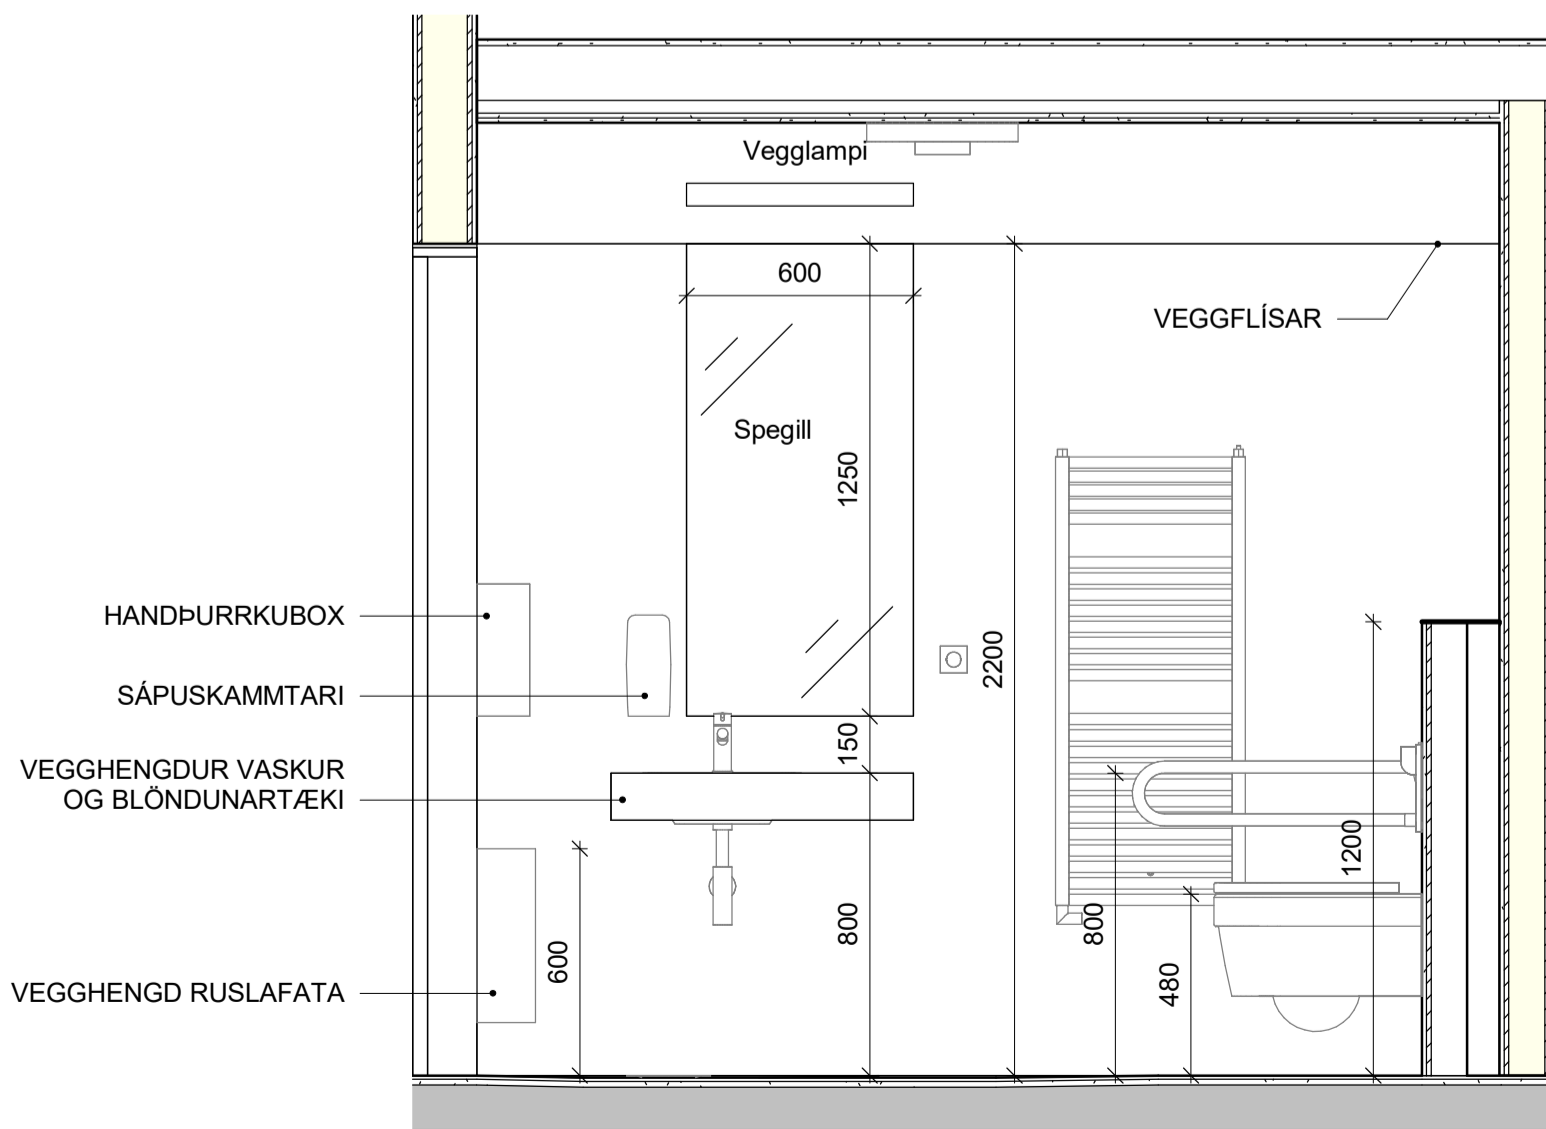 Vegglampi
600
VEGGFLÍSAR
Spegill
1250
HANDÞURRKUBOX
2200
SÁPUSKAMMTARI
150
VEGGHENGDUR VASKUR
OG BLÖNDUNARTÆKI
1200
800
800
600
480
VEGGHENGD RUSLAFATA